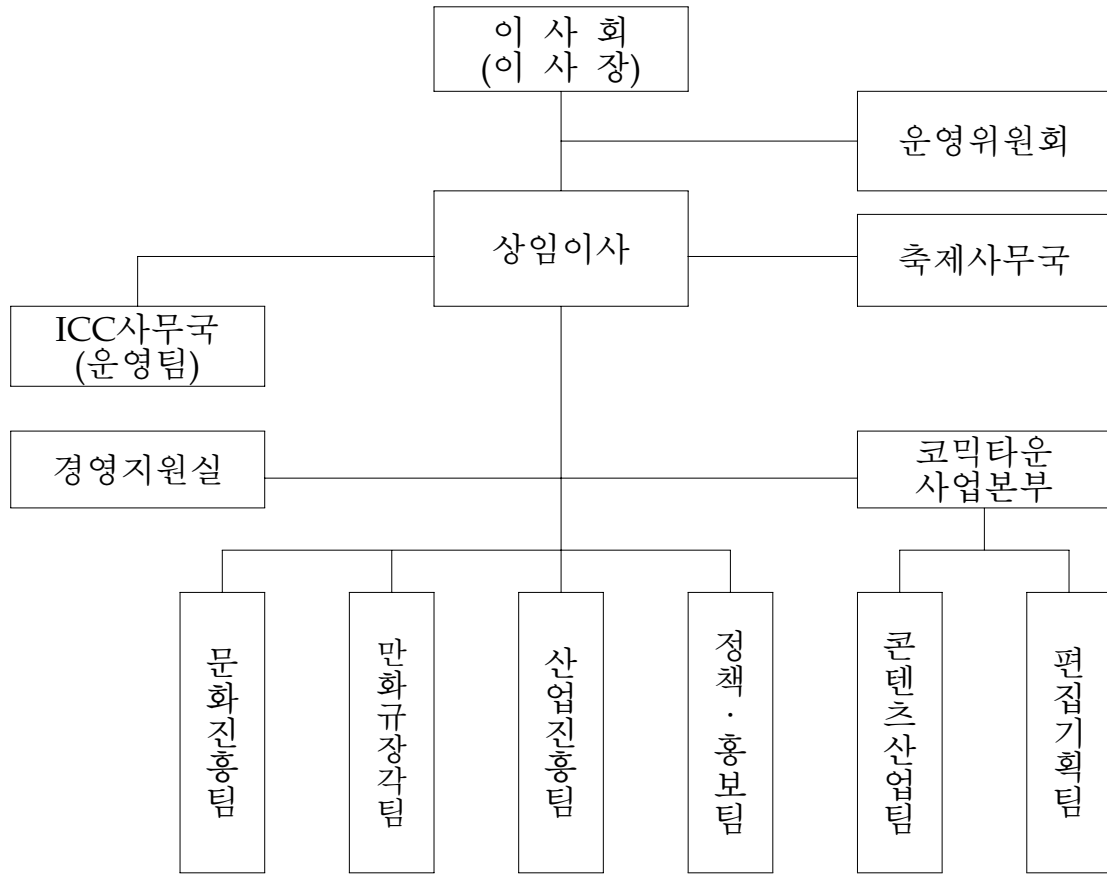 이 사 회
(이 사 장)
운영위원회
상임이사
축제사무국
ICC사무국
(운영팀)
경영지원실
코믹타운
사업본부
문화진흥팀
만화규장각팀
산업진흥팀
정책·홍보팀
콘텐츠산업팀
편집기획팀